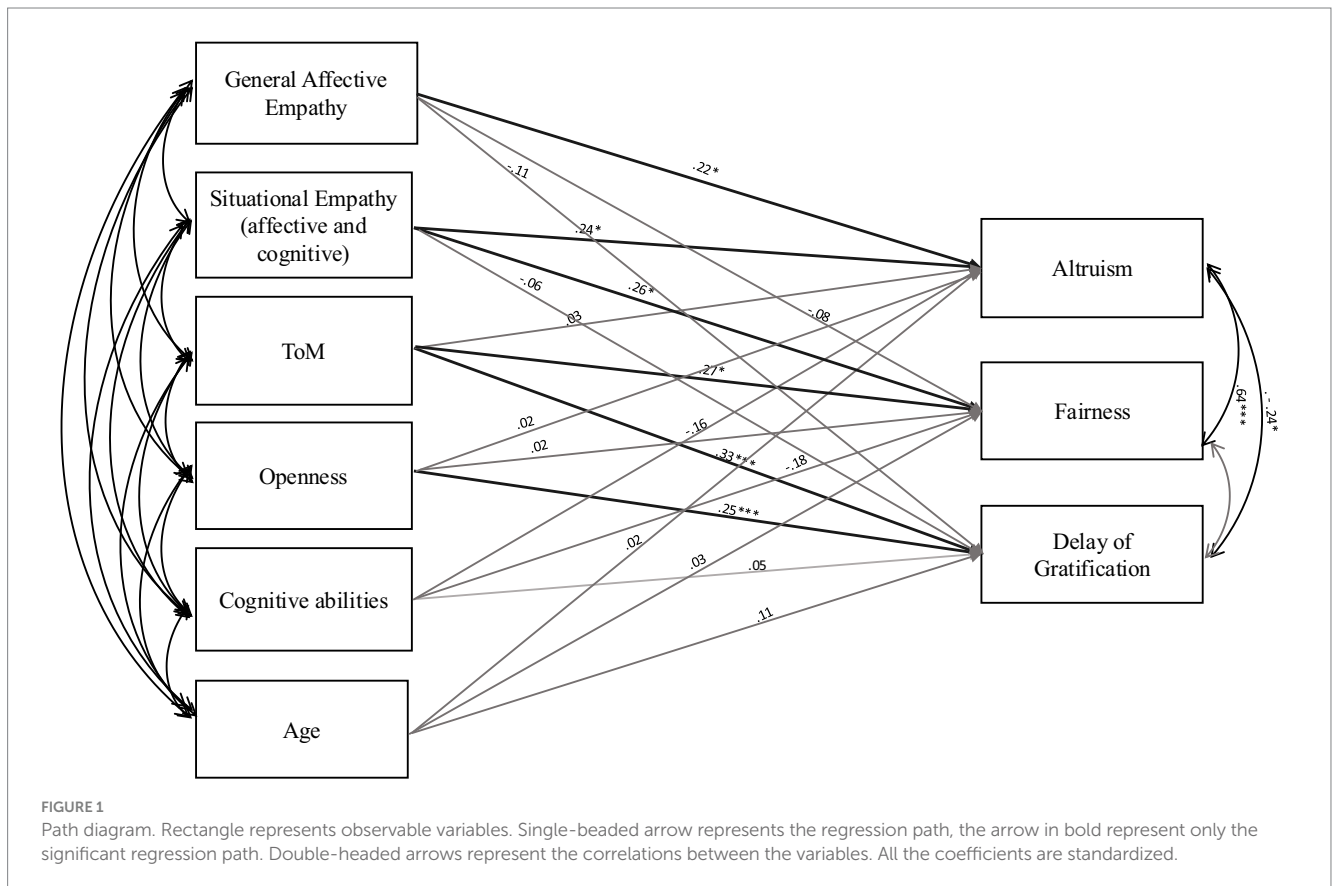 General Affective
Empathy
Situational Empathy
(affective and
cognitive)
ToM
Openness
Cognitive abilities
Age
-.11
.22*
.24*
-.06
.26*
.03
-.08
.27*
.02
.02
-.16
.33***
-.18
.25***
.02
.03
.05
.11
Altruism
Fairness
Delay of
Gratification
.64***
. - .24*
FIGURE 1
Path diagram. Rectangle represents observable variables. Single-beaded arrow represents the regression path, the arrow in bold represent only the
significant regression path. Double-headed arrows represent the correlations between the variables. All the coefficients are standardized.